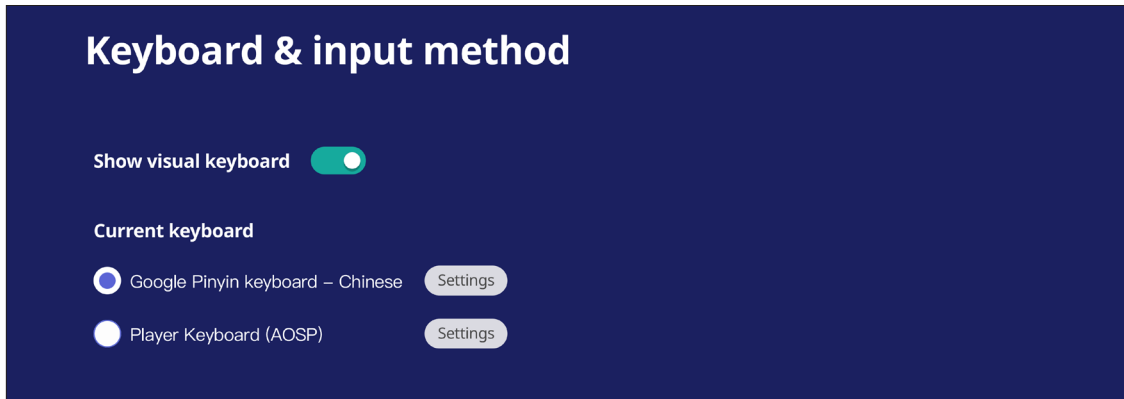 Keyboard & input method
Show visual keyboard
Current keyboard
Google Pinyin keyboard – Chinese Settings
Player Keyboard (AOSP) Settings